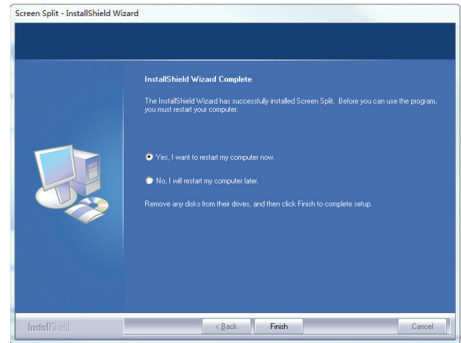 Screen Split - InstallShield Wizard
InstallShield Wizard Complete
The InstallShield Wizard has successfully installed Screen Split. Before you can use the program,
you must restart your computer.
Yes, I want to restart my computer now.
No, I will restart my computer later.
Remove any disks from their drives, and then click Finish to complete setup.
InstallShield
< Back
Finish
Cancel